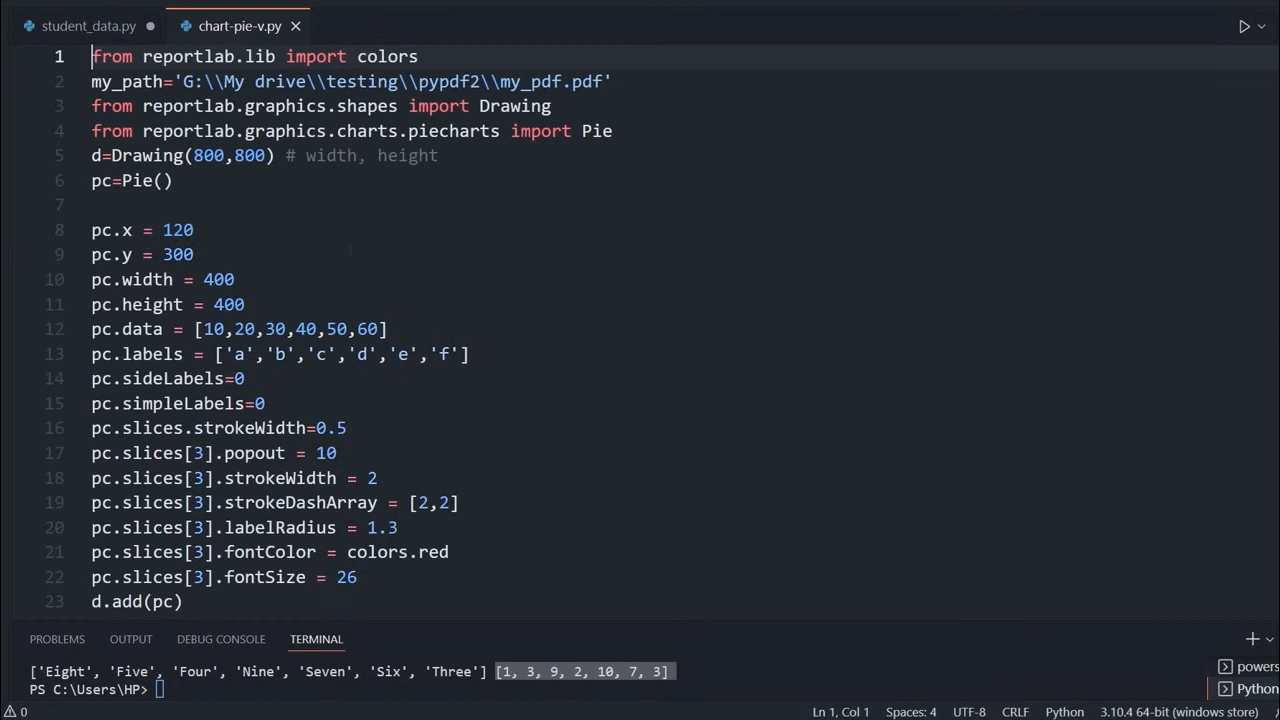 student_data.py
chart-pie-v.py
1 from reportlab.lib import colors
2 my_path='G:\\My drive\\testing\\pypdf2\\my_pdf.pdf'
3 from reportlab.graphics.shapes import Drawing
4 from reportlab.graphics.charts.piecharts import Pie
5 d=Drawing(800,800) # width, height
6 pc=Pie()
7
8 pc.x = 120
9 pc.y = 300
10 pc.width = 400
11 pc.height = 400
12 pc.data = [10,20,30,40,50,60]
13 pc.labels = ['a','b','c','d','e','f']
14 pc.sideLabels=0
15 pc.simpleLabels=0
16 pc.slices.strokeWidth=0.5
17 pc.slices[3].popout = 10
18 pc.slices[3].strokeWidth = 2
19 pc.slices[3].strokeDashArray = [2,2]
20 pc.slices[3].labelRadius = 1.3
21 pc.slices[3].fontColor = colors.red
22 pc.slices[3].fontSize = 26
23 d.add(pc)
PROBLEMS OUTPUT DEBUG CONSOLE TERMINAL
['Eight', 'Five', 'Four', 'Nine', 'Seven', 'Six', 'Three'] [1, 3, 9, 2, 10, 7, 3]
PS C:\Users\HP>
powers
Python
0 Ln 1, Col 1 Spaces: 4 UTF-8 CRLF Python 3.10.4 64-bit (windows store)